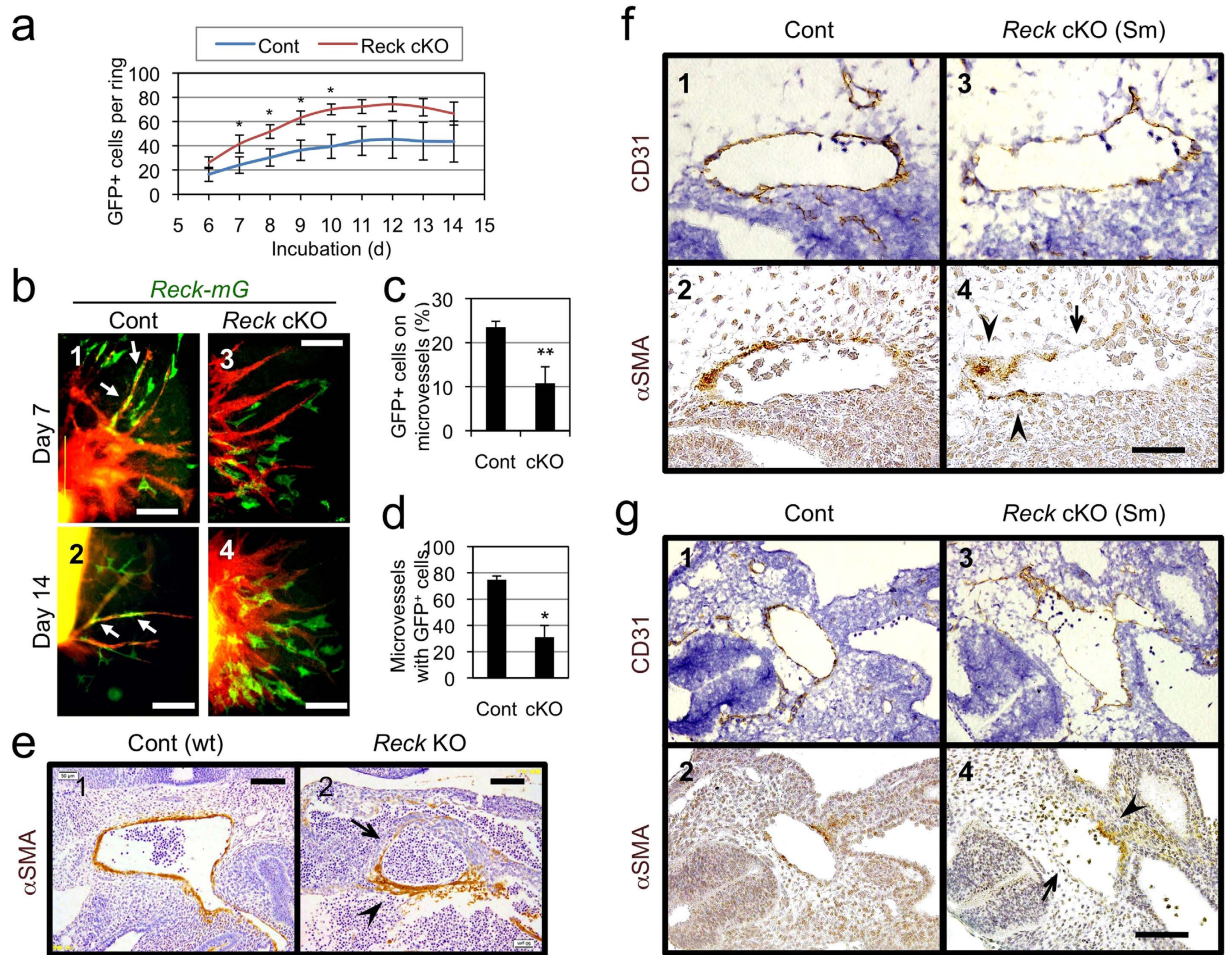 a
Cont
Reck cKO
GFP+ cells per ring
100
80
60
40
20
0
*
*
*
*
5
6
7
8
9
10
11
12
13
14
15
Incubation (d)
b
Reck-mG
Cont
Reck cKO
Day 7
1
3
Day 14
2
4
c
GFP+ cells on
microvessels (%)
30
20
10
0
**
Cont
cKO
d
Microvessels
with GFP+ cells
100
80
60
40
20
0
*
Cont
cKO
e
Cont (wt)
Reck KO
αSMA
50 µm
1
2
f
Cont
Reck cKO (Sm)
CD31
1
3
αSMA
2
4
g
Cont
Reck cKO (Sm)
CD31
1
3
αSMA
2
4